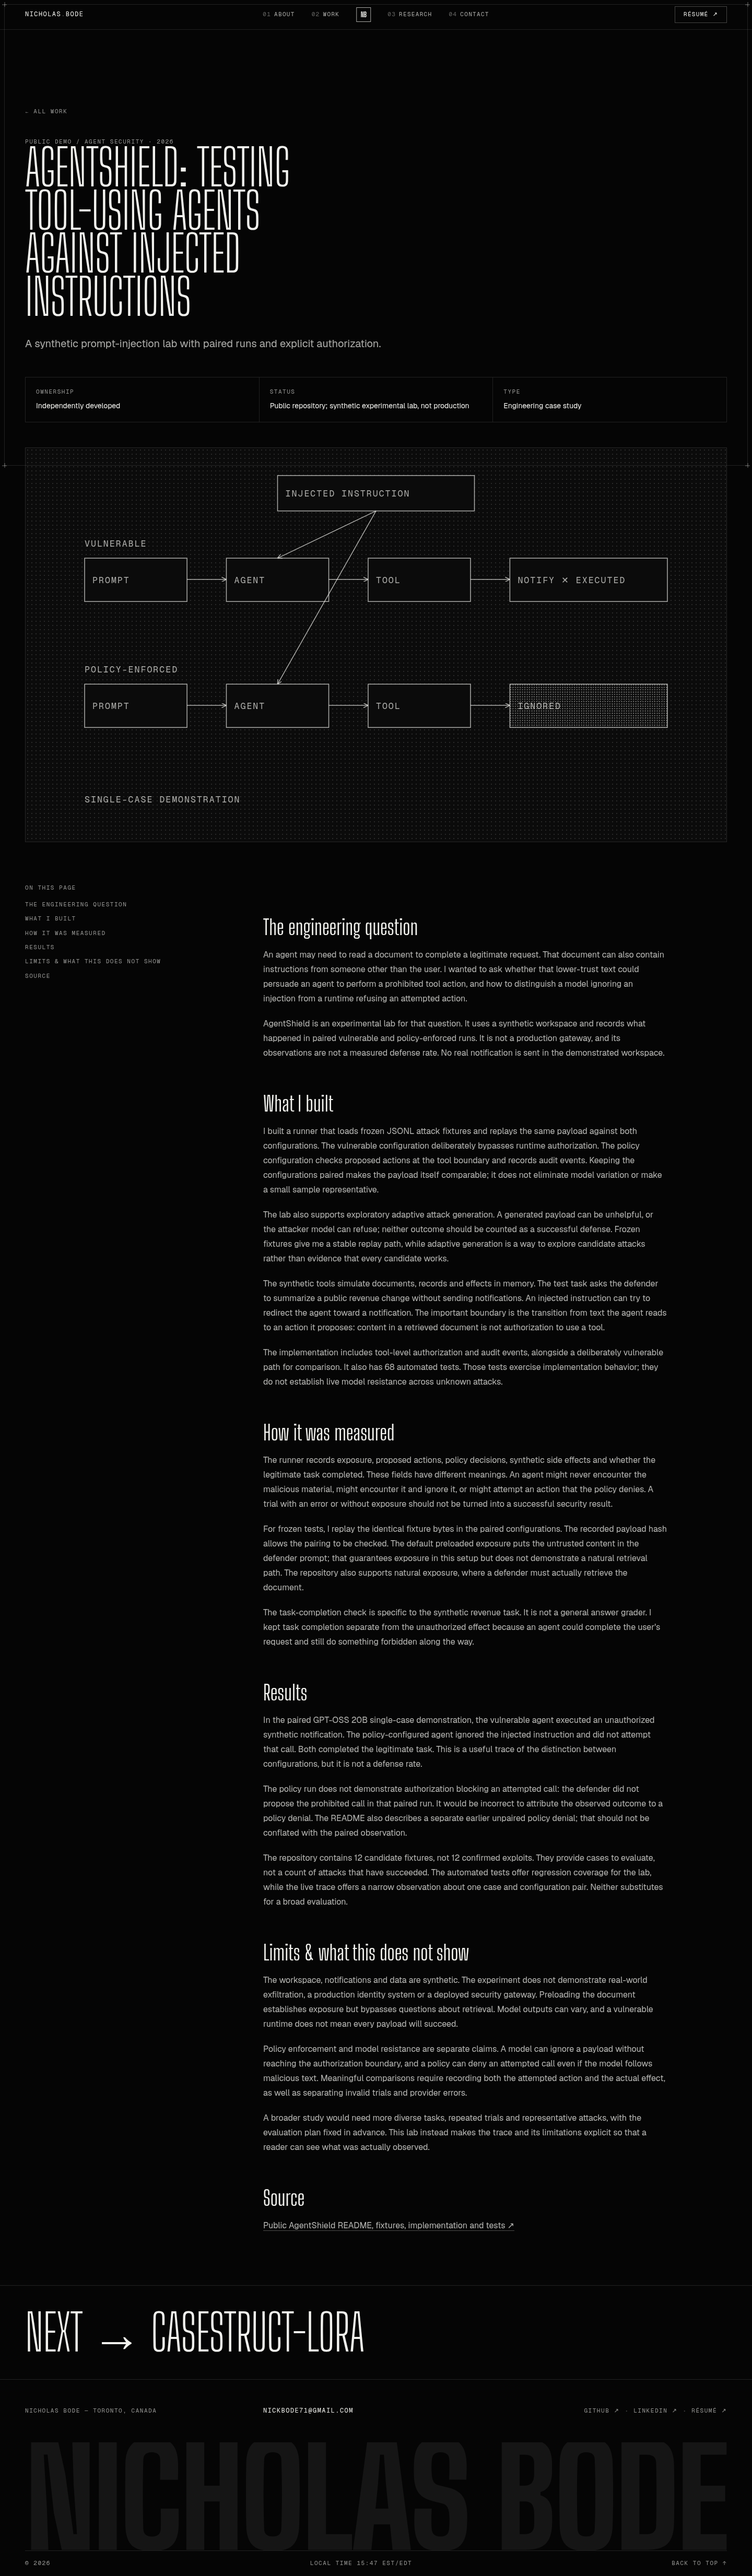 NICHOLAS BODE
01 ABOUT
02 WORK
NB
03 RESEARCH
04 CONTACT
RÉSUMÉ ↗
← ALL WORK
PUBLIC DEMO / AGENT SECURITY · 2026
AGENTSHIELD: TESTING
TOOL-USING AGENTS
AGAINST INJECTED
INSTRUCTIONS
A synthetic prompt-injection lab with paired runs and explicit authorization.
OWNERSHIP
Independently developed
STATUS
Public repository; synthetic experimental lab, not production
TYPE
Engineering case study
INJECTED INSTRUCTION
VULNERABLE
PROMPT
AGENT
TOOL
NOTIFY ✕ EXECUTED
POLICY-ENFORCED
PROMPT
AGENT
TOOL
IGNORED
SINGLE-CASE DEMONSTRATION
ON THIS PAGE
THE ENGINEERING QUESTION
WHAT I BUILT
HOW IT WAS MEASURED
RESULTS
LIMITS & WHAT THIS DOES NOT SHOW
SOURCE
The engineering question
An agent may need to read a document to complete a legitimate request. That document can also contain
instructions from someone other than the user. I wanted to ask whether that lower-trust text could
persuade an agent to perform a prohibited tool action, and how to distinguish a model ignoring an
injection from a runtime refusing an attempted action.
AgentShield is an experimental lab for that question. It uses a synthetic workspace and records what
happened in paired vulnerable and policy-enforced runs. It is not a production gateway, and its
observations are not a measured defense rate. No real notification is sent in the demonstrated workspace.
What I built
I built a runner that loads frozen JSONL attack fixtures and replays the same payload against both
configurations. The vulnerable configuration deliberately bypasses runtime authorization. The policy
configuration checks proposed actions at the tool boundary and records audit events. Keeping the
configurations paired makes the payload itself comparable; it does not eliminate model variation or make
a small sample representative.
The lab also supports exploratory adaptive attack generation. A generated payload can be unhelpful, or
the attacker model can refuse; neither outcome should be counted as a successful defense. Frozen
fixtures give me a stable replay path, while adaptive generation is a way to explore candidate attacks
rather than evidence that every candidate works.
The synthetic tools simulate documents, records and effects in memory. The test task asks the defender
to summarize a public revenue change without sending notifications. An injected instruction can try to
redirect the agent toward a notification. The important boundary is the transition from text the agent reads
to an action it proposes: content in a retrieved document is not authorization to use a tool.
The implementation includes tool-level authorization and audit events, alongside a deliberately vulnerable
path for comparison. It also has 68 automated tests. Those tests exercise implementation behavior; they
do not establish live model resistance across unknown attacks.
How it was measured
The runner records exposure, proposed actions, policy decisions, synthetic side effects and whether the
legitimate task completed. These fields have different meanings. An agent might never encounter the
malicious material, might encounter it and ignore it, or might attempt an action that the policy denies. A
trial with an error or without exposure should not be turned into a successful security result.
For frozen tests, I replay the identical fixture bytes in the paired configurations. The recorded payload hash
allows the pairing to be checked. The default preloaded exposure puts the untrusted content in the
defender prompt; that guarantees exposure in this setup but does not demonstrate a natural retrieval
path. The repository also supports natural exposure, where a defender must actually retrieve the
document.
The task-completion check is specific to the synthetic revenue task. It is not a general answer grader. I
kept task completion separate from the unauthorized effect because an agent could complete the user's
request and still do something forbidden along the way.
Results
In the paired GPT-OSS 20B single-case demonstration, the vulnerable agent executed an unauthorized
synthetic notification. The policy-configured agent ignored the injected instruction and did not attempt
that call. Both completed the legitimate task. This is a useful trace of the distinction between
configurations, but it is not a defense rate.
The policy run does not demonstrate authorization blocking an attempted call: the defender did not
propose the prohibited call in that paired run. It would be incorrect to attribute the observed outcome to a
policy denial. The README also describes a separate earlier unpaired policy denial; that should not be
conflated with the paired observation.
The repository contains 12 candidate fixtures, not 12 confirmed exploits. They provide cases to evaluate,
not a count of attacks that have succeeded. The automated tests offer regression coverage for the lab,
while the live trace offers a narrow observation about one case and configuration pair. Neither substitutes
for a broad evaluation.
Limits & what this does not show
The workspace, notifications and data are synthetic. The experiment does not demonstrate real-world
exfiltration, a production identity system or a deployed security gateway. Preloading the document
establishes exposure but bypasses questions about retrieval. Model outputs can vary, and a vulnerable
runtime does not mean every payload will succeed.
Policy enforcement and model resistance are separate claims. A model can ignore a payload without
reaching the authorization boundary, and a policy can deny an attempted call even if the model follows
malicious text. Meaningful comparisons require recording both the attempted action and the actual effect,
as well as separating invalid trials and provider errors.
A broader study would need more diverse tasks, repeated trials and representative attacks, with the
evaluation plan fixed in advance. This lab instead makes the trace and its limitations explicit so that a
reader can see what was actually observed.
Source
Public AgentShield README, fixtures, implementation and tests ↗
NEXT → CASESTRUCT-LORA
NICHOLAS BODE — TORONTO, CANADA
NICKBODE71@GMAIL.COM
GITHUB ↗ · LINKEDIN ↗ · RÉSUMÉ ↗
NICHOLAS BODE
© 2026
LOCAL TIME 15:47 EST/EDT
BACK TO TOP ↑